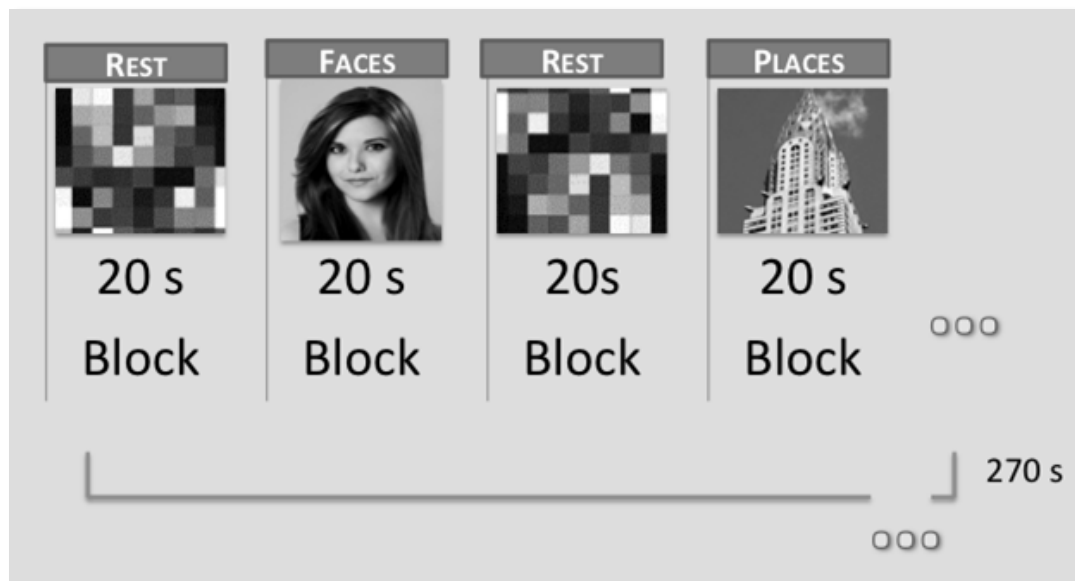 REST
FACES
REST
PLACES
20 s
20 s
20s
20 s
Block
Block
Block
Block
270 s